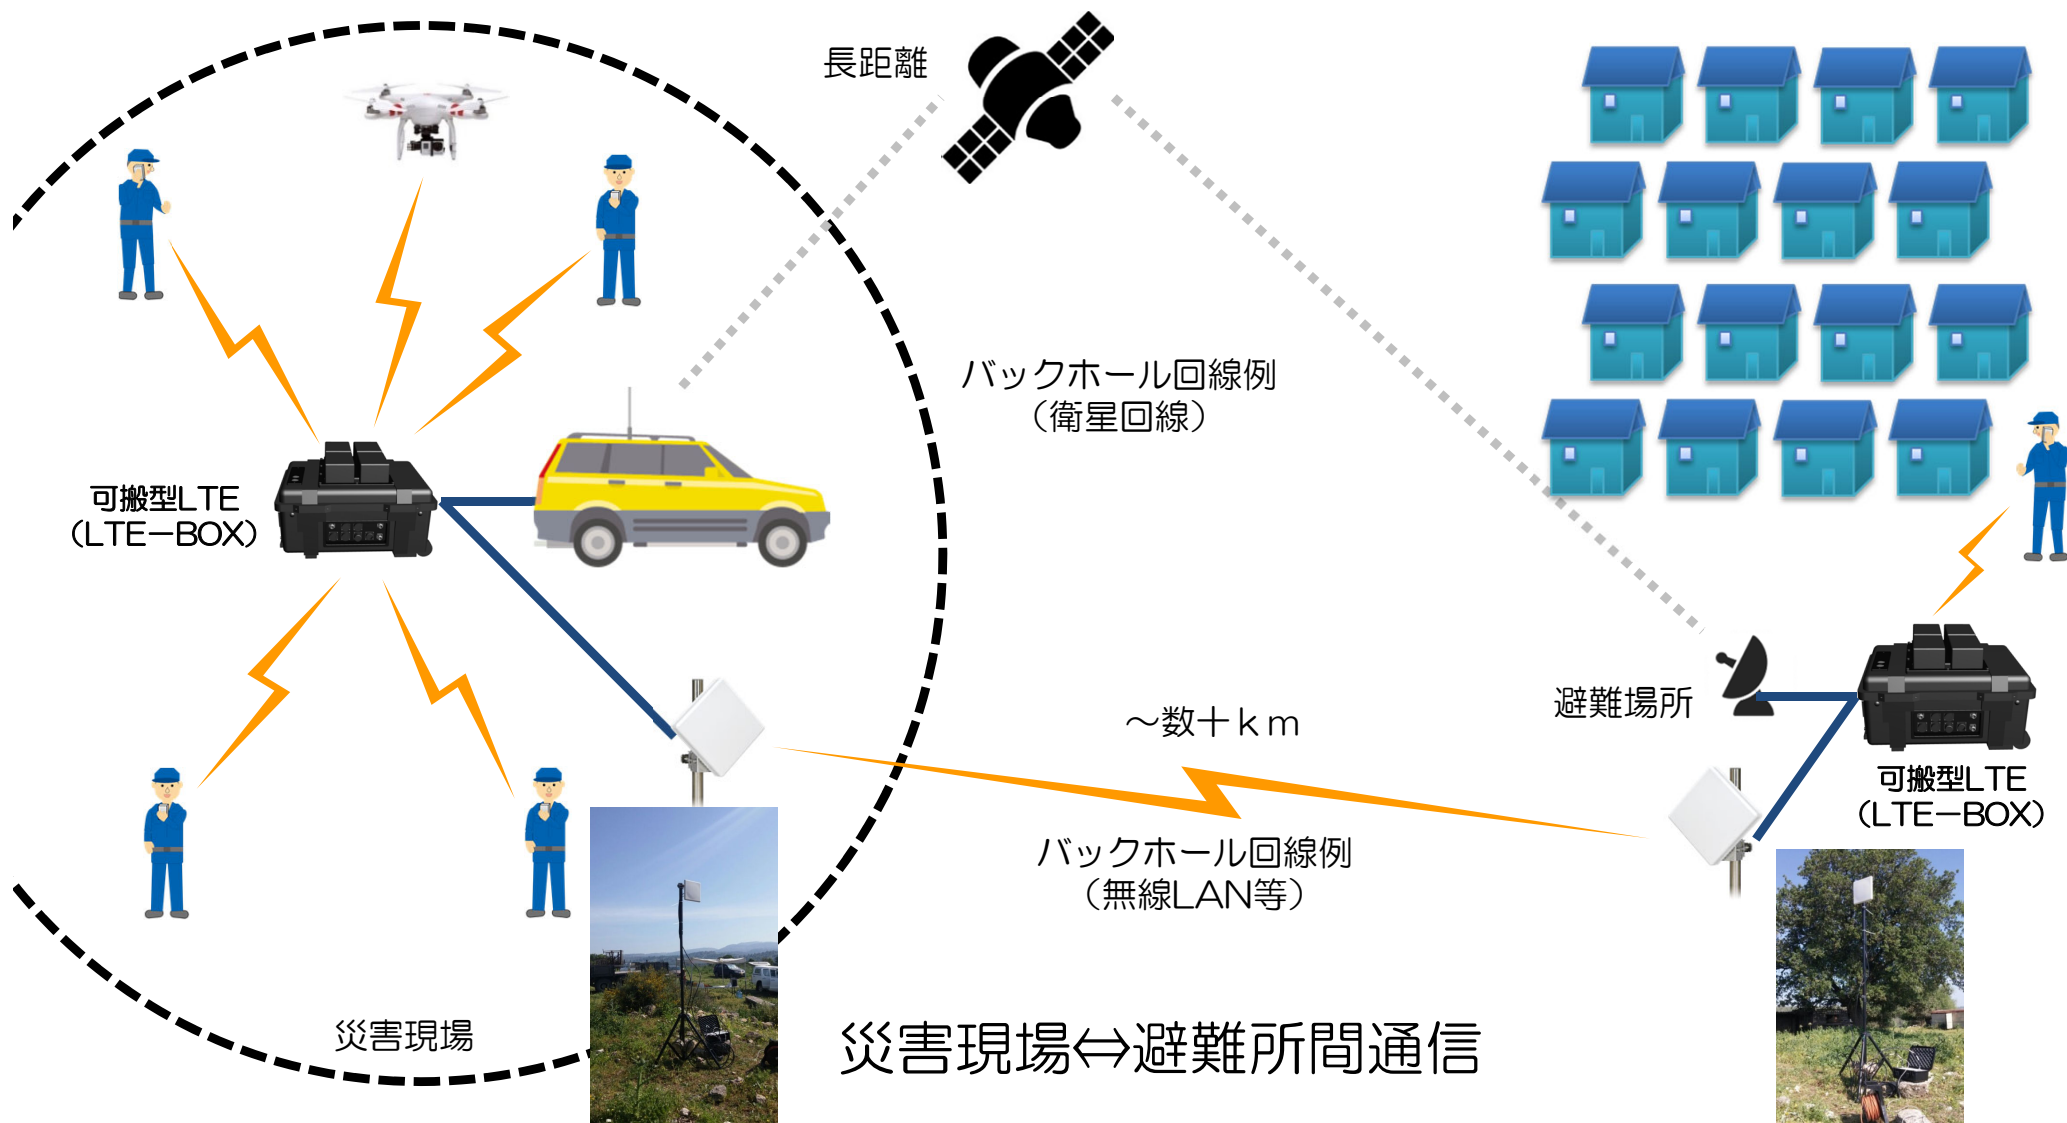 長距離
バックホール回線例
（衛星回線）
可搬型LTE
（LTE－BOX）
避難場所
～数十ｋｍ
可搬型LTE
（LTE－BOX）
バックホール回線例
（無線LAN等）
災害現場
災害現場⇔避難所間通信